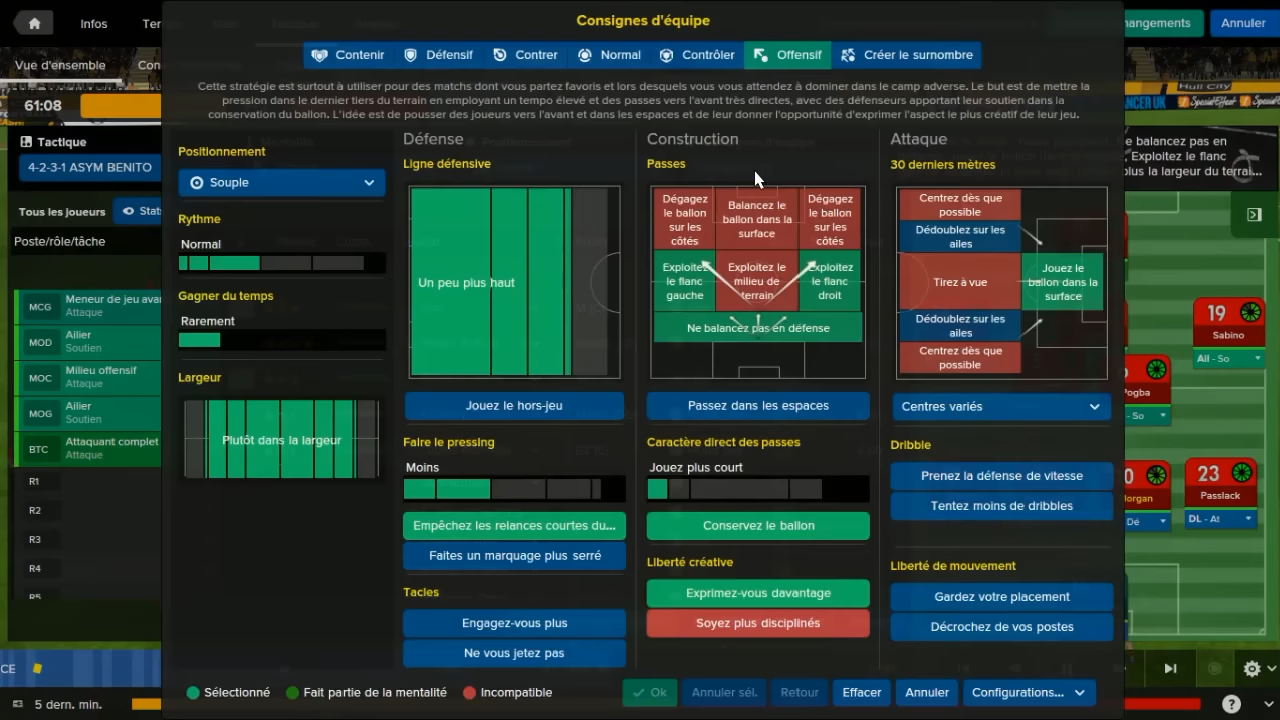 Consignes d'équipe
Infos
Annuler
Contenir
Défensif
Contrer
Normal
Contrôler
Offensif
Créer le surnombre
Vue d'ensemble
Cette stratégie est surtout à utiliser pour des matchs dont vous partez favoris et lors desquels vous vous attendez à dominer dans le camp adverse. Le but est de mettre la
pression dans le dernier tiers du terrain en employant un tempo élevé et des passes vers l'avant très directes, avec des défenseurs apportant leur soutien dans la
conservation du ballon. L'idée est de pousser des joueurs vers l'avant et dans les espaces et de leur donner l'opportunité d'exprimer l'aspect le plus créatif de leur jeu.
61:08
Tactique
4-2-3-1 ASYM BENITO
Tous les joueurs
Stat
Poste/rôle/tâche
MCG
Meneur de jeu avan
Attaque
MOD
Ailier
Soutien
MOC
Milieu offensif
Attaque
MOG
Ailier
Soutien
BTC
Attaquant complet
Attaque
R1
R2
R3
R4
R5
5 dern. min.
Positionnement
Souple
Rythme
Normal
Gagner du temps
Rarement
Largeur
Plutôt dans la largeur
Défense
Ligne défensive
Un peu plus haut
Jouez le hors-jeu
Faire le pressing
Moins
Empêchez les relances courtes du...
Faites un marquage plus serré
Tacles
Engagez-vous plus
Ne vous jetez pas
Construction
Passes
Dégagez
le ballon
sur les
côtés
Balancez le
ballon dans la
surface
Dégagez
le ballon
sur les
côtés
Exploitez
le flanc
gauche
Exploitez le
milieu de
terrain
Exploitez
le flanc
droit
Ne balancez pas en défense
Passez dans les espaces
Caractère direct des passes
Jouez plus court
Conservez le ballon
Liberté créative
Exprimez-vous davantage
Soyez plus disciplinés
Attaque
30 derniers mètres
Centrez dès que
possible
Dédoublez sur les
ailes
Tirez à vue
Jouez le
ballon dans la
surface
Dédoublez sur les
ailes
Centrez dès que
possible
Centres variés
Dribble
Prenez la défense de vitesse
Tentez moins de dribbles
Liberté de mouvement
Gardez votre placement
Décrochez de vos postes
Sélectionné
Fait partie de la mentalité
Incompatible
Ok
Annuler sél.
Retour
Effacer
Annuler
Configurations...
Hull City
e balancez pas en
, Exploitez le flanc
plus la largeur du terrai...
19
Sabino
Ail - So
Pogba
- So
Morgan
- Dé
23
Passlack
DL - At